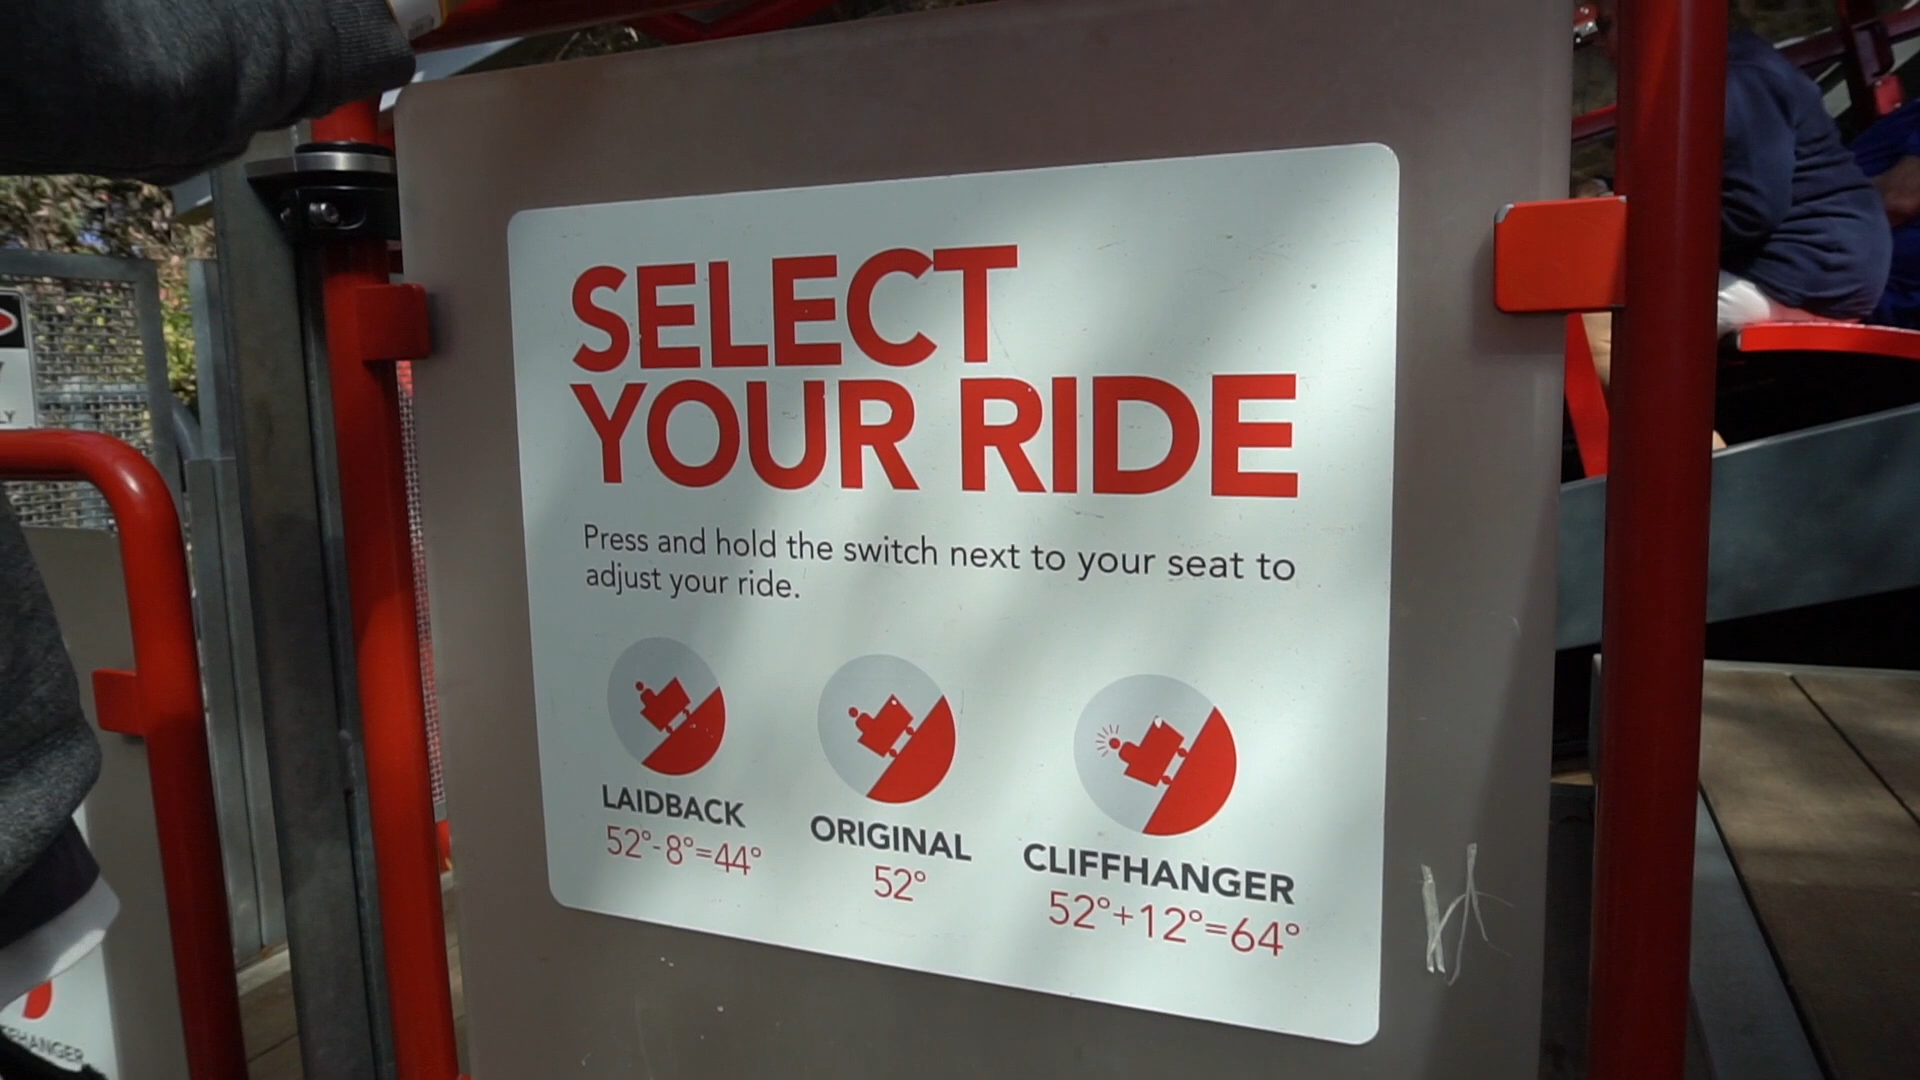 SELECT
YOUR RIDE
Press and hold the switch next to your seat to
adjust your ride.
LAIDBACK
52°-8°=44°
ORIGINAL
52°
CLIFFHANGER
52°+12°=64°